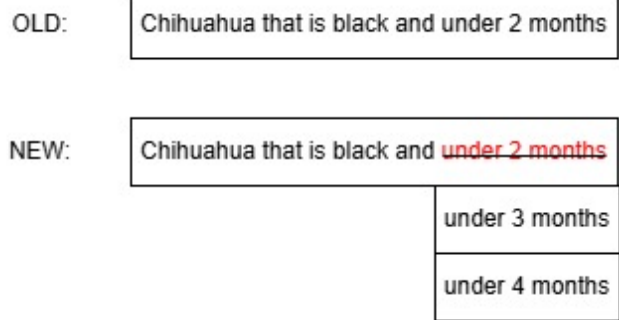 OLD: Chihuahua that is black and under 2 months
NEW: Chihuahua that is black and under 2 months
under 3 months
under 4 months